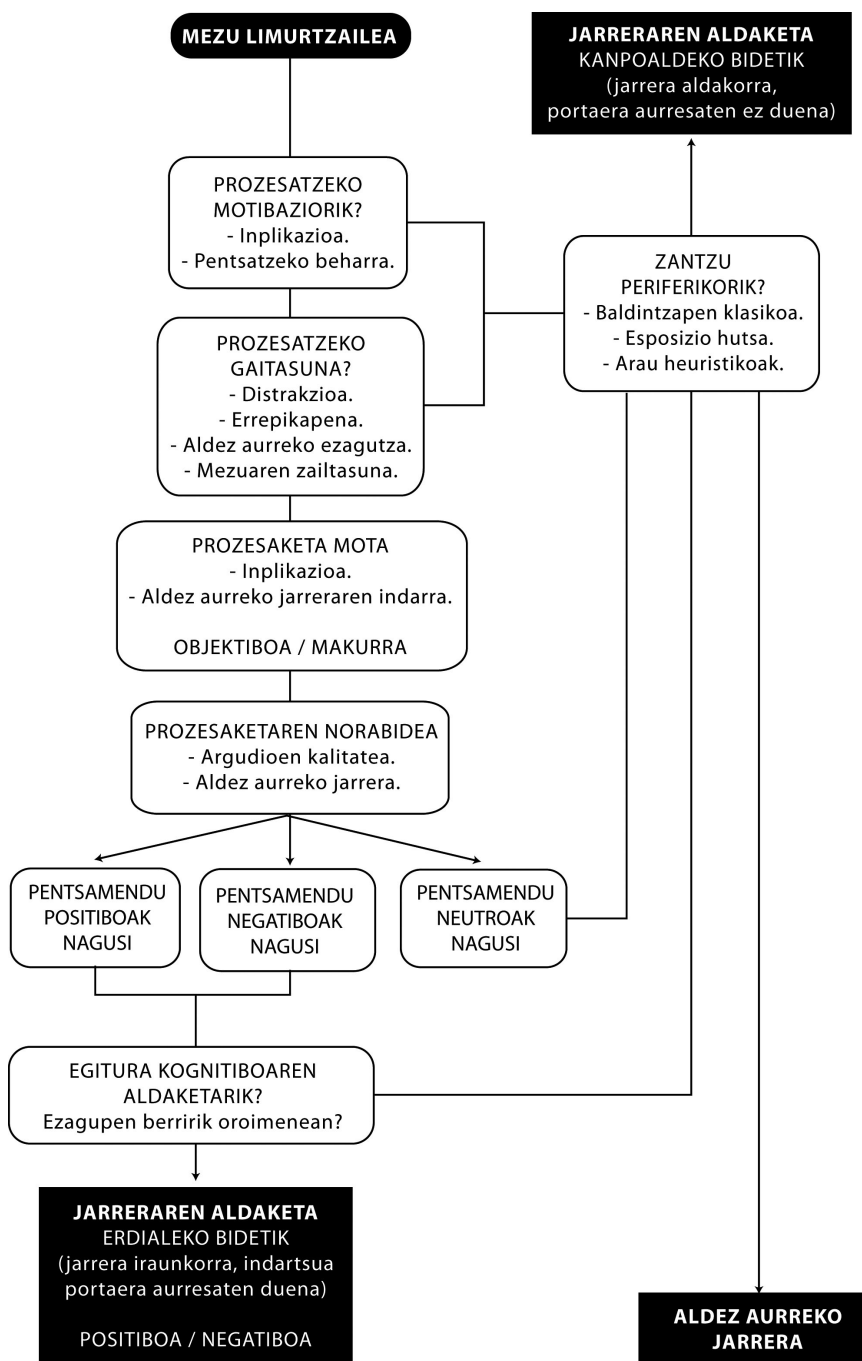 MEZU LIMURTZAILEA
JARRERAREN ALDAKETA
KANPOALDEKO BIDETIK
(jarrera aldakorra,
portaera aurresaten ez duena)
PROZESATZEKO
MOTIBAZIORIK?
- Inplikazioa.
- Pentsatzeko beharra.
ZANTZU
PERIFERIKORIK?
- Baldintzapen klasikoa.
- Esposizio hutsa.
- Arau heuristikoak.
PROZESATZEKO
GAITASUNA?
- Distrakzioa.
- Errepikapena.
- Aldez aurreko ezagutza.
- Mezuaren zailtasuna.
PROZESAKETA MOTA
- Inplikazioa.
- Aldez aurreko jarreraren indarra.
OBJEKTIBOA / MAKURRA
PROZESAKETAREN NORABIDEA
- Argudioen kalitatea.
- Aldez aurreko jarrera.
PENTSAMENDU
POSITIBOAK
NAGUSI
PENTSAMENDU
NEGATIBOAK
NAGUSI
PENTSAMENDU
NEUTROAK
NAGUSI
EGITURA KOGNITIBOAREN
ALDAKETARIK?
Ezagupen berririk oroimenean?
JARRERAREN ALDAKETA
ERDIALEKO BIDETIK
(jarrera iraunkorra, indartsua
portaera aurresaten duena)
POSITIBOA / NEGATIBOA
ALDEZ AURREKO
JARRERA